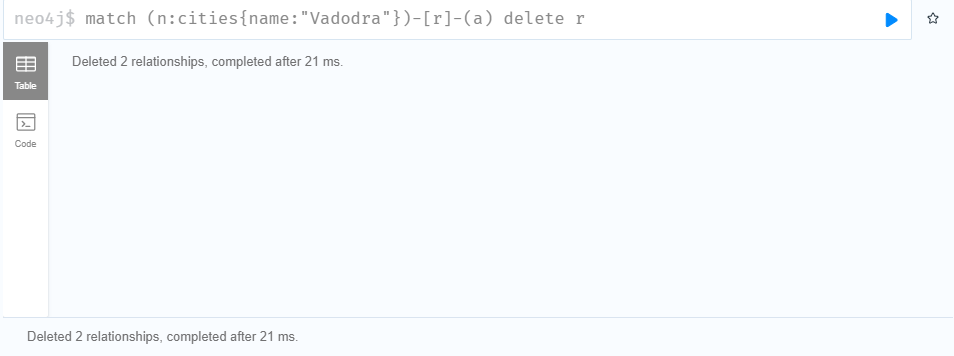 neo4j$ match (n:cities{name:"Vadodra"})-[r]-(a) delete r
Table
Deleted 2 relationships, completed after 21 ms.
Code
Deleted 2 relationships, completed after 21 ms.